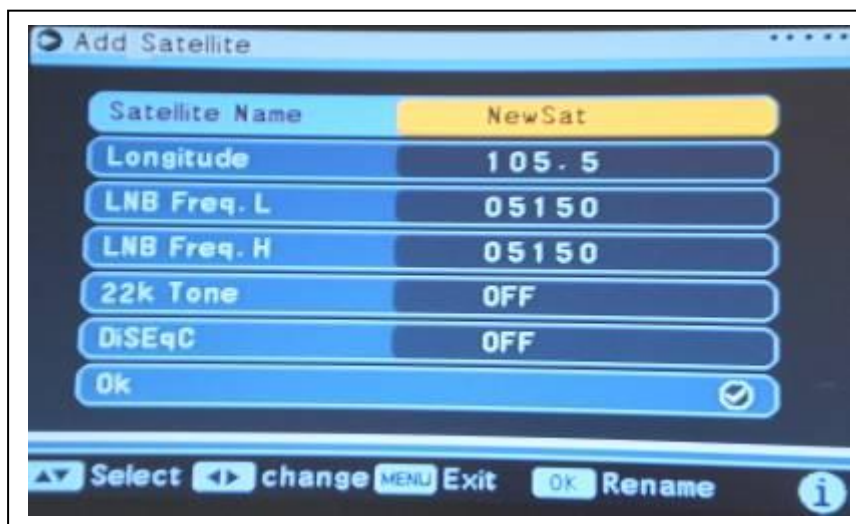 Add Satellite
Satellite Name NewSat
Longitude 105.5
LNB Freq. L 05150
LNB Freq. H 05150
22k Tone OFF
DiSEqC OFF
Ok
Select change MENU Exit OK Rename i